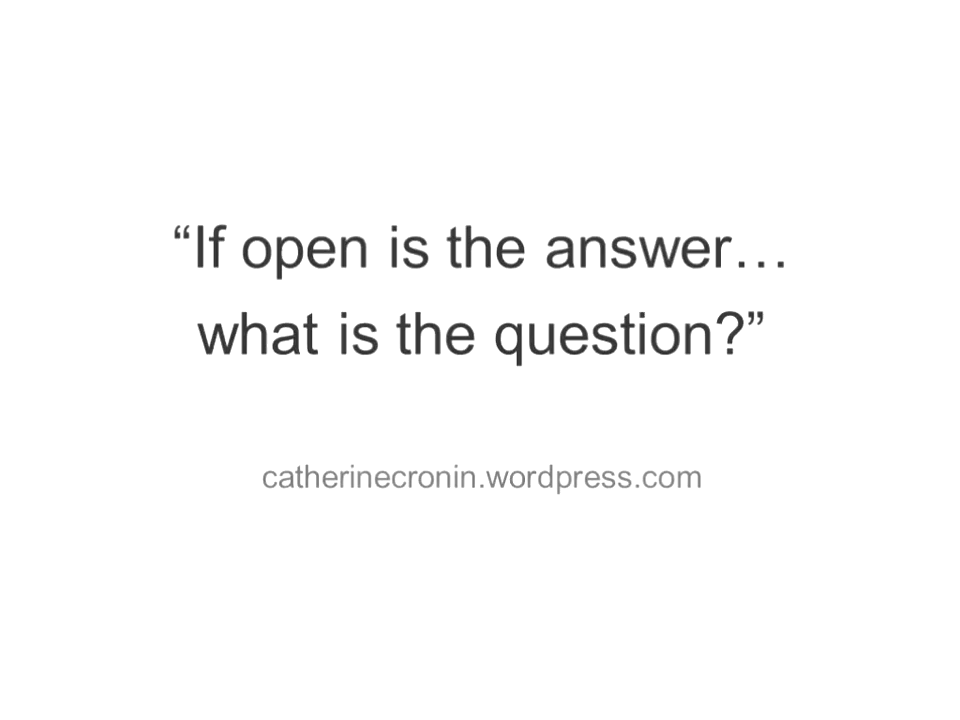 “If open is the answer…
what is the question?”
catherinecronin.wordpress.com